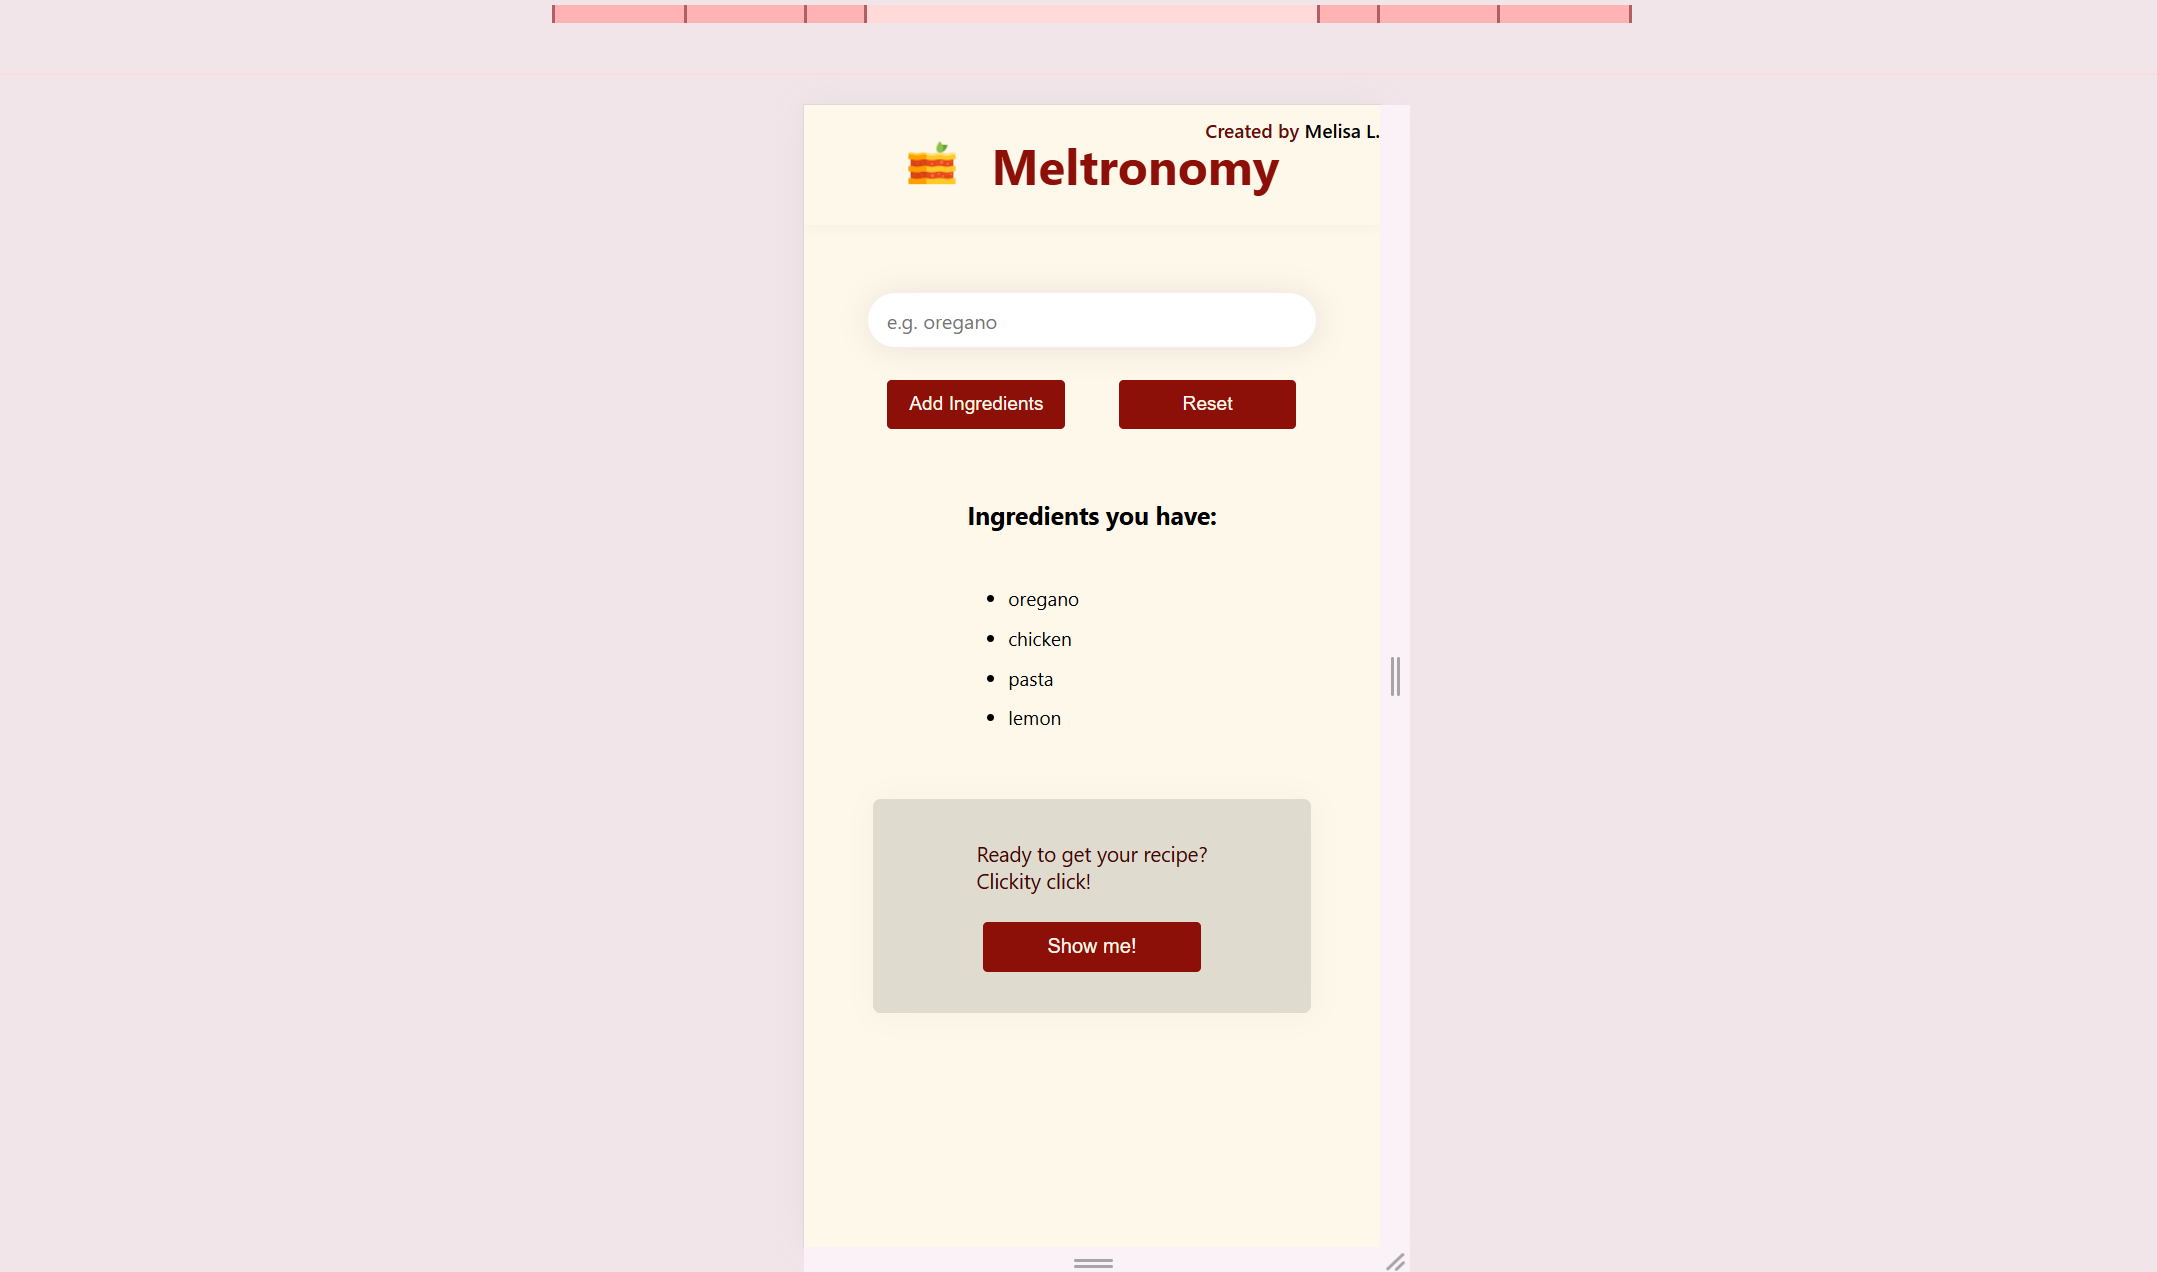 Created by Melisa L.
Meltronomy
e.g. oregano
Add Ingredients
Reset
Ingredients you have:
oregano
chicken
pasta
lemon
Ready to get your recipe?
Clickity click!
Show me!